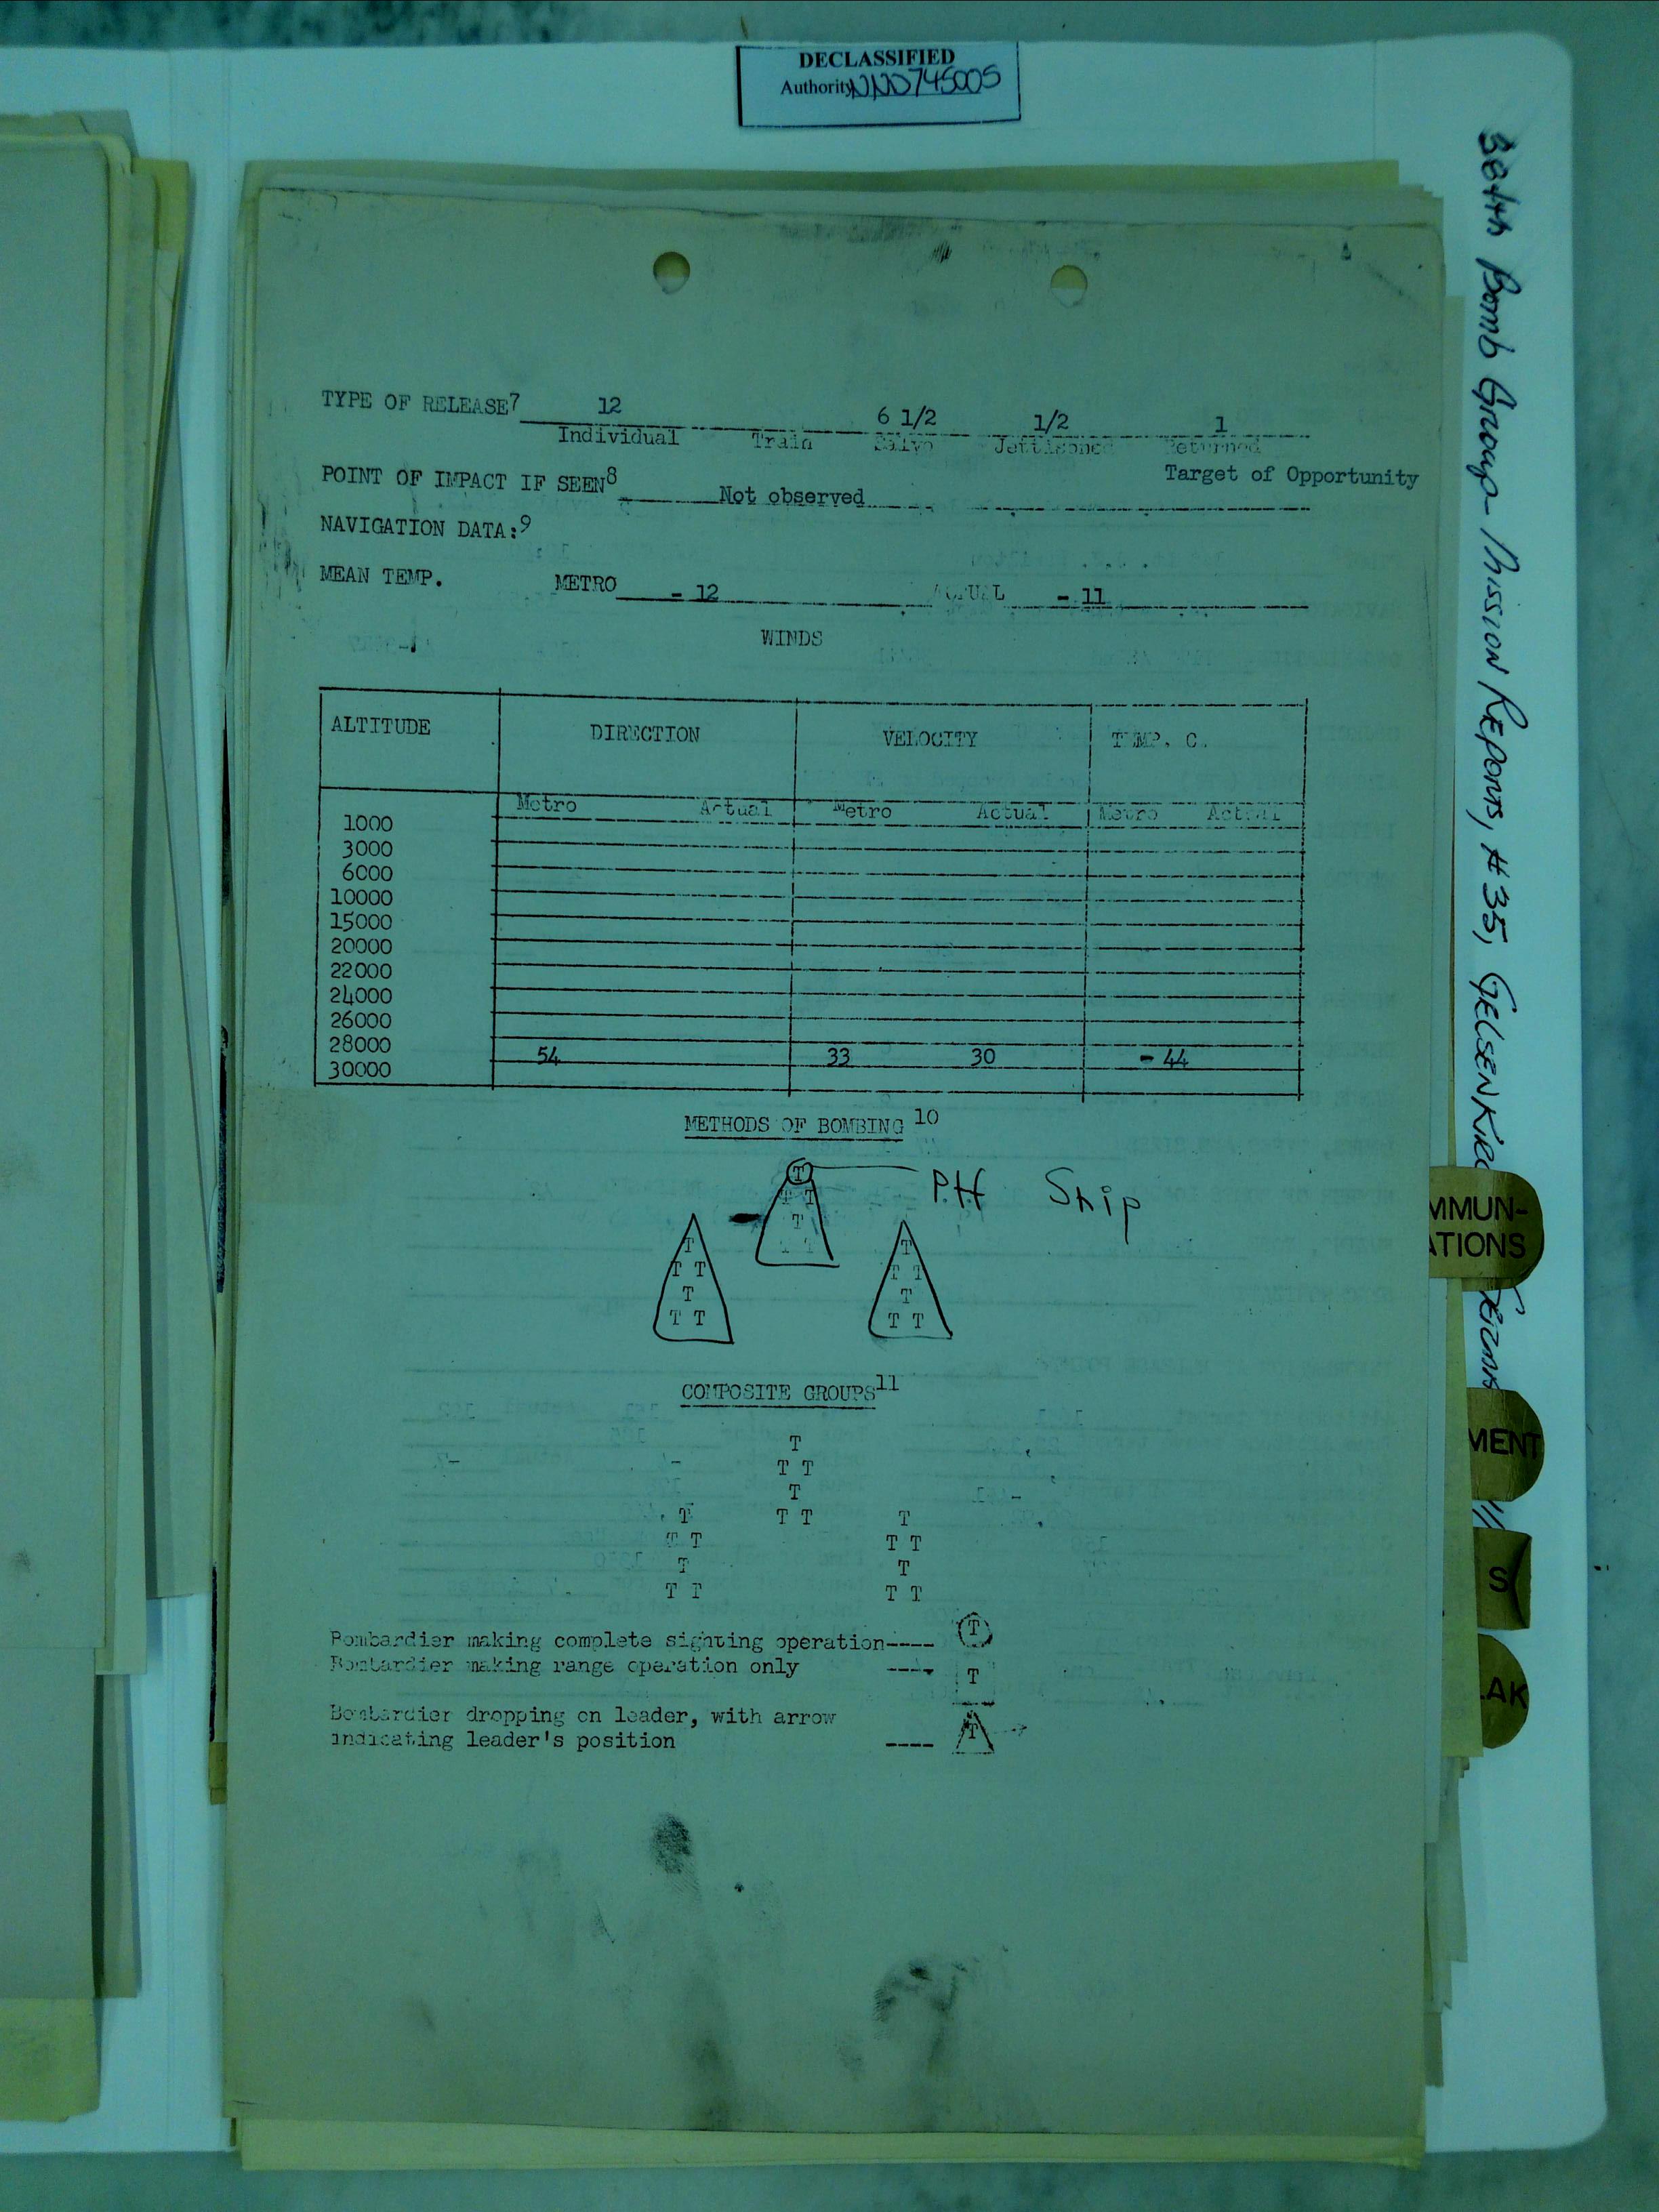 DECLASSIFIED
Authority NND745005
384th Bomb Group - Mission Reports, #35, GELSENKIRC
TYPE OF RELEASE7 12 6 1/2 1/2 1
Individual Train Salvo Jettisoned Returned
Target of Opportunity
POINT OF IMPACT IF SEEN8 Not observed
NAVIGATION DATA:9
MEAN TEMP. METRO - 12 ACTUAL - 11
WINDS
ALTITUDE DIRECTION VELOCITY TEMP. C.
Metro Actual Metro Actual Metro Actual
1000
3000
6000
10000
15000
20000
22000
24000
26000
28000 54 33 30 - 44
30000
METHODS OF BOMBING 10
T P.H Ship
T T
T
T T
T T
T T T T
T T
T T T T
COMPOSITE GROUPS11
T
T T
T
T T T T
T T T T
T T
T T T T
Bombardier making complete sighting operation---- T
Bombardier making range operation only ---- T
Bombardier dropping on leader, with arrow
indicating leader's position ---- T
MMUN-
ATIONS
MENT
S
AK